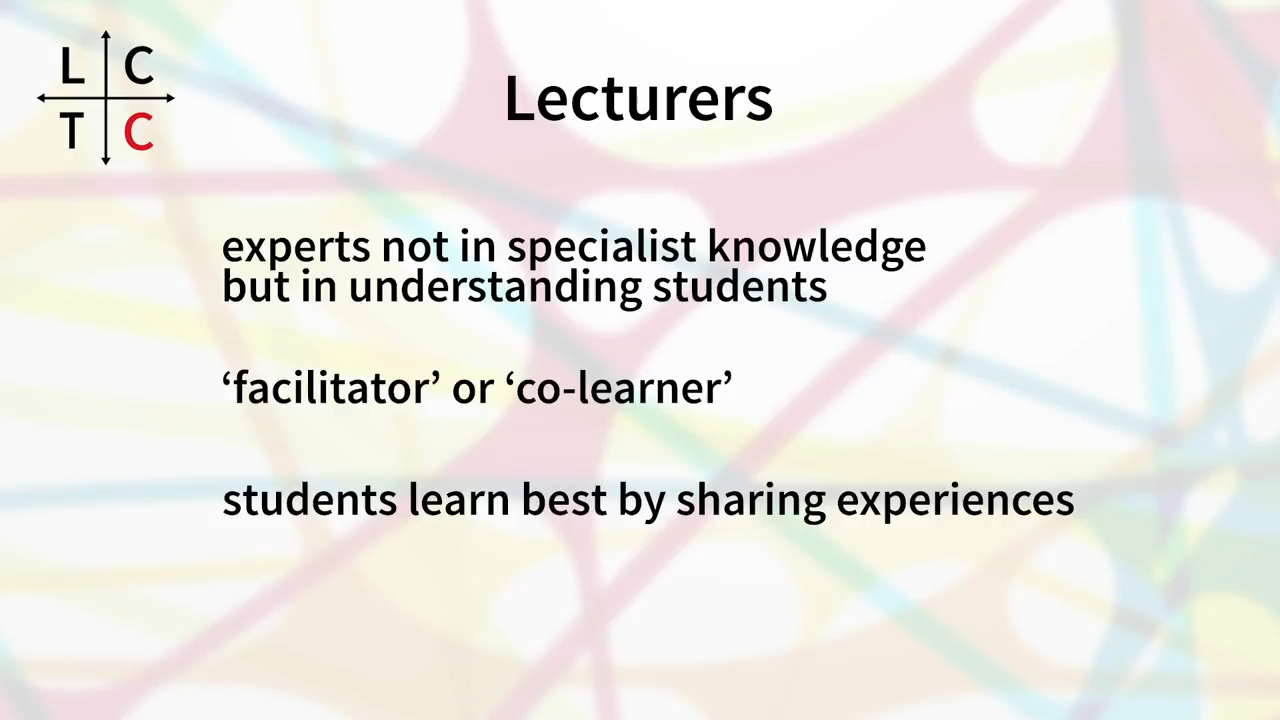 L C
T C
Lecturers
experts not in specialist knowledge
but in understanding students
‘facilitator’ or ‘co-learner’
students learn best by sharing experiences